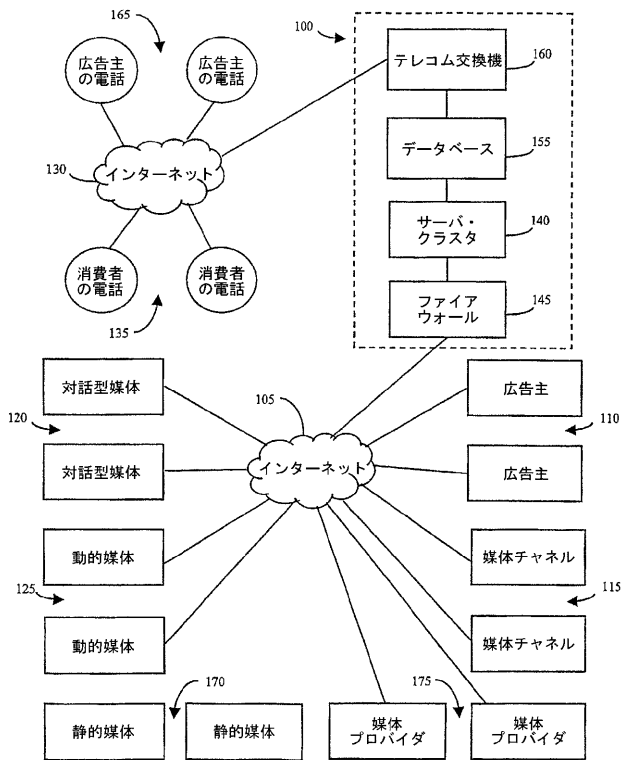 165
100
広告主
の電話
広告主
の電話
テレコム交換機
160
130
インターネット
データベース
155
サーバ・
クラスタ
140
消費者
の電話
消費者
の電話
135
ファイア
ウォール
145
対話型媒体
105
広告主
120
110
対話型媒体
インターネット
広告主
動的媒体
媒体チャネル
125
115
動的媒体
媒体チャネル
170
175
静的媒体
静的媒体
媒体
プロバイダ
媒体
プロバイダ